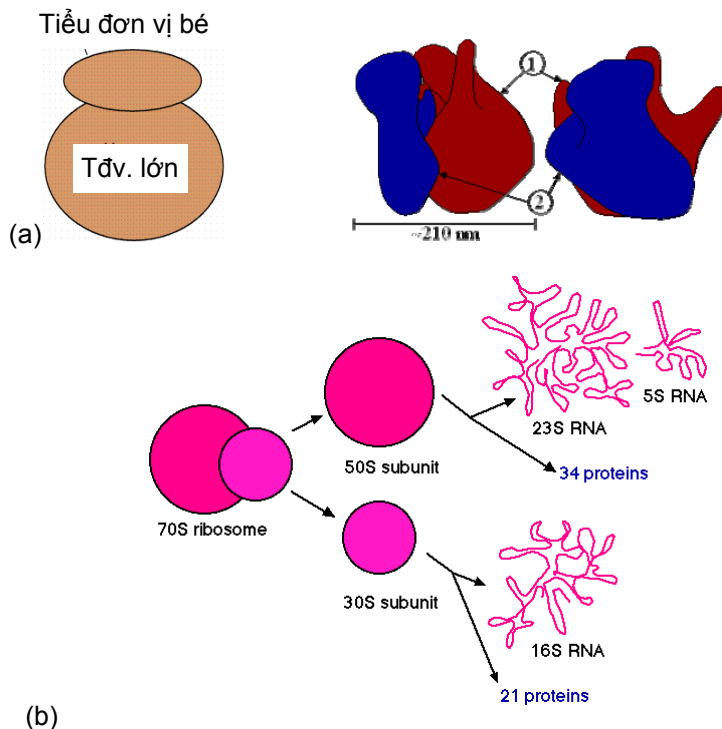 Tiểu đơn vị bé
Tđv. lớn
(a)
1
2
~210 nm
70S ribosome
50S subunit
23S RNA
5S RNA
34 proteins
30S subunit
16S RNA
21 proteins
(b)